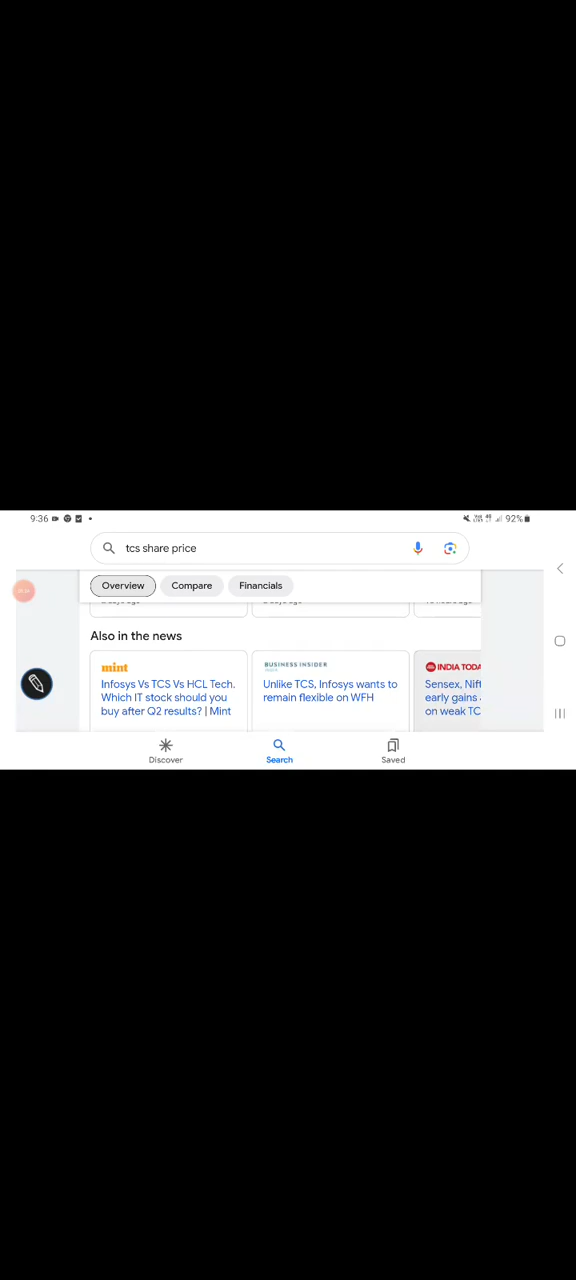 9:36
92%
tcs share price
Overview
Compare
Financials
Also in the news
mint
Infosys Vs TCS Vs HCL Tech.
Which IT stock should you
buy after Q2 results? | Mint
BUSINESS INSIDER
Unlike TCS, Infosys wants to
remain flexible on WFH
INDIA TODA
Sensex, Nift
early gains
on weak TC
Discover
Search
Saved